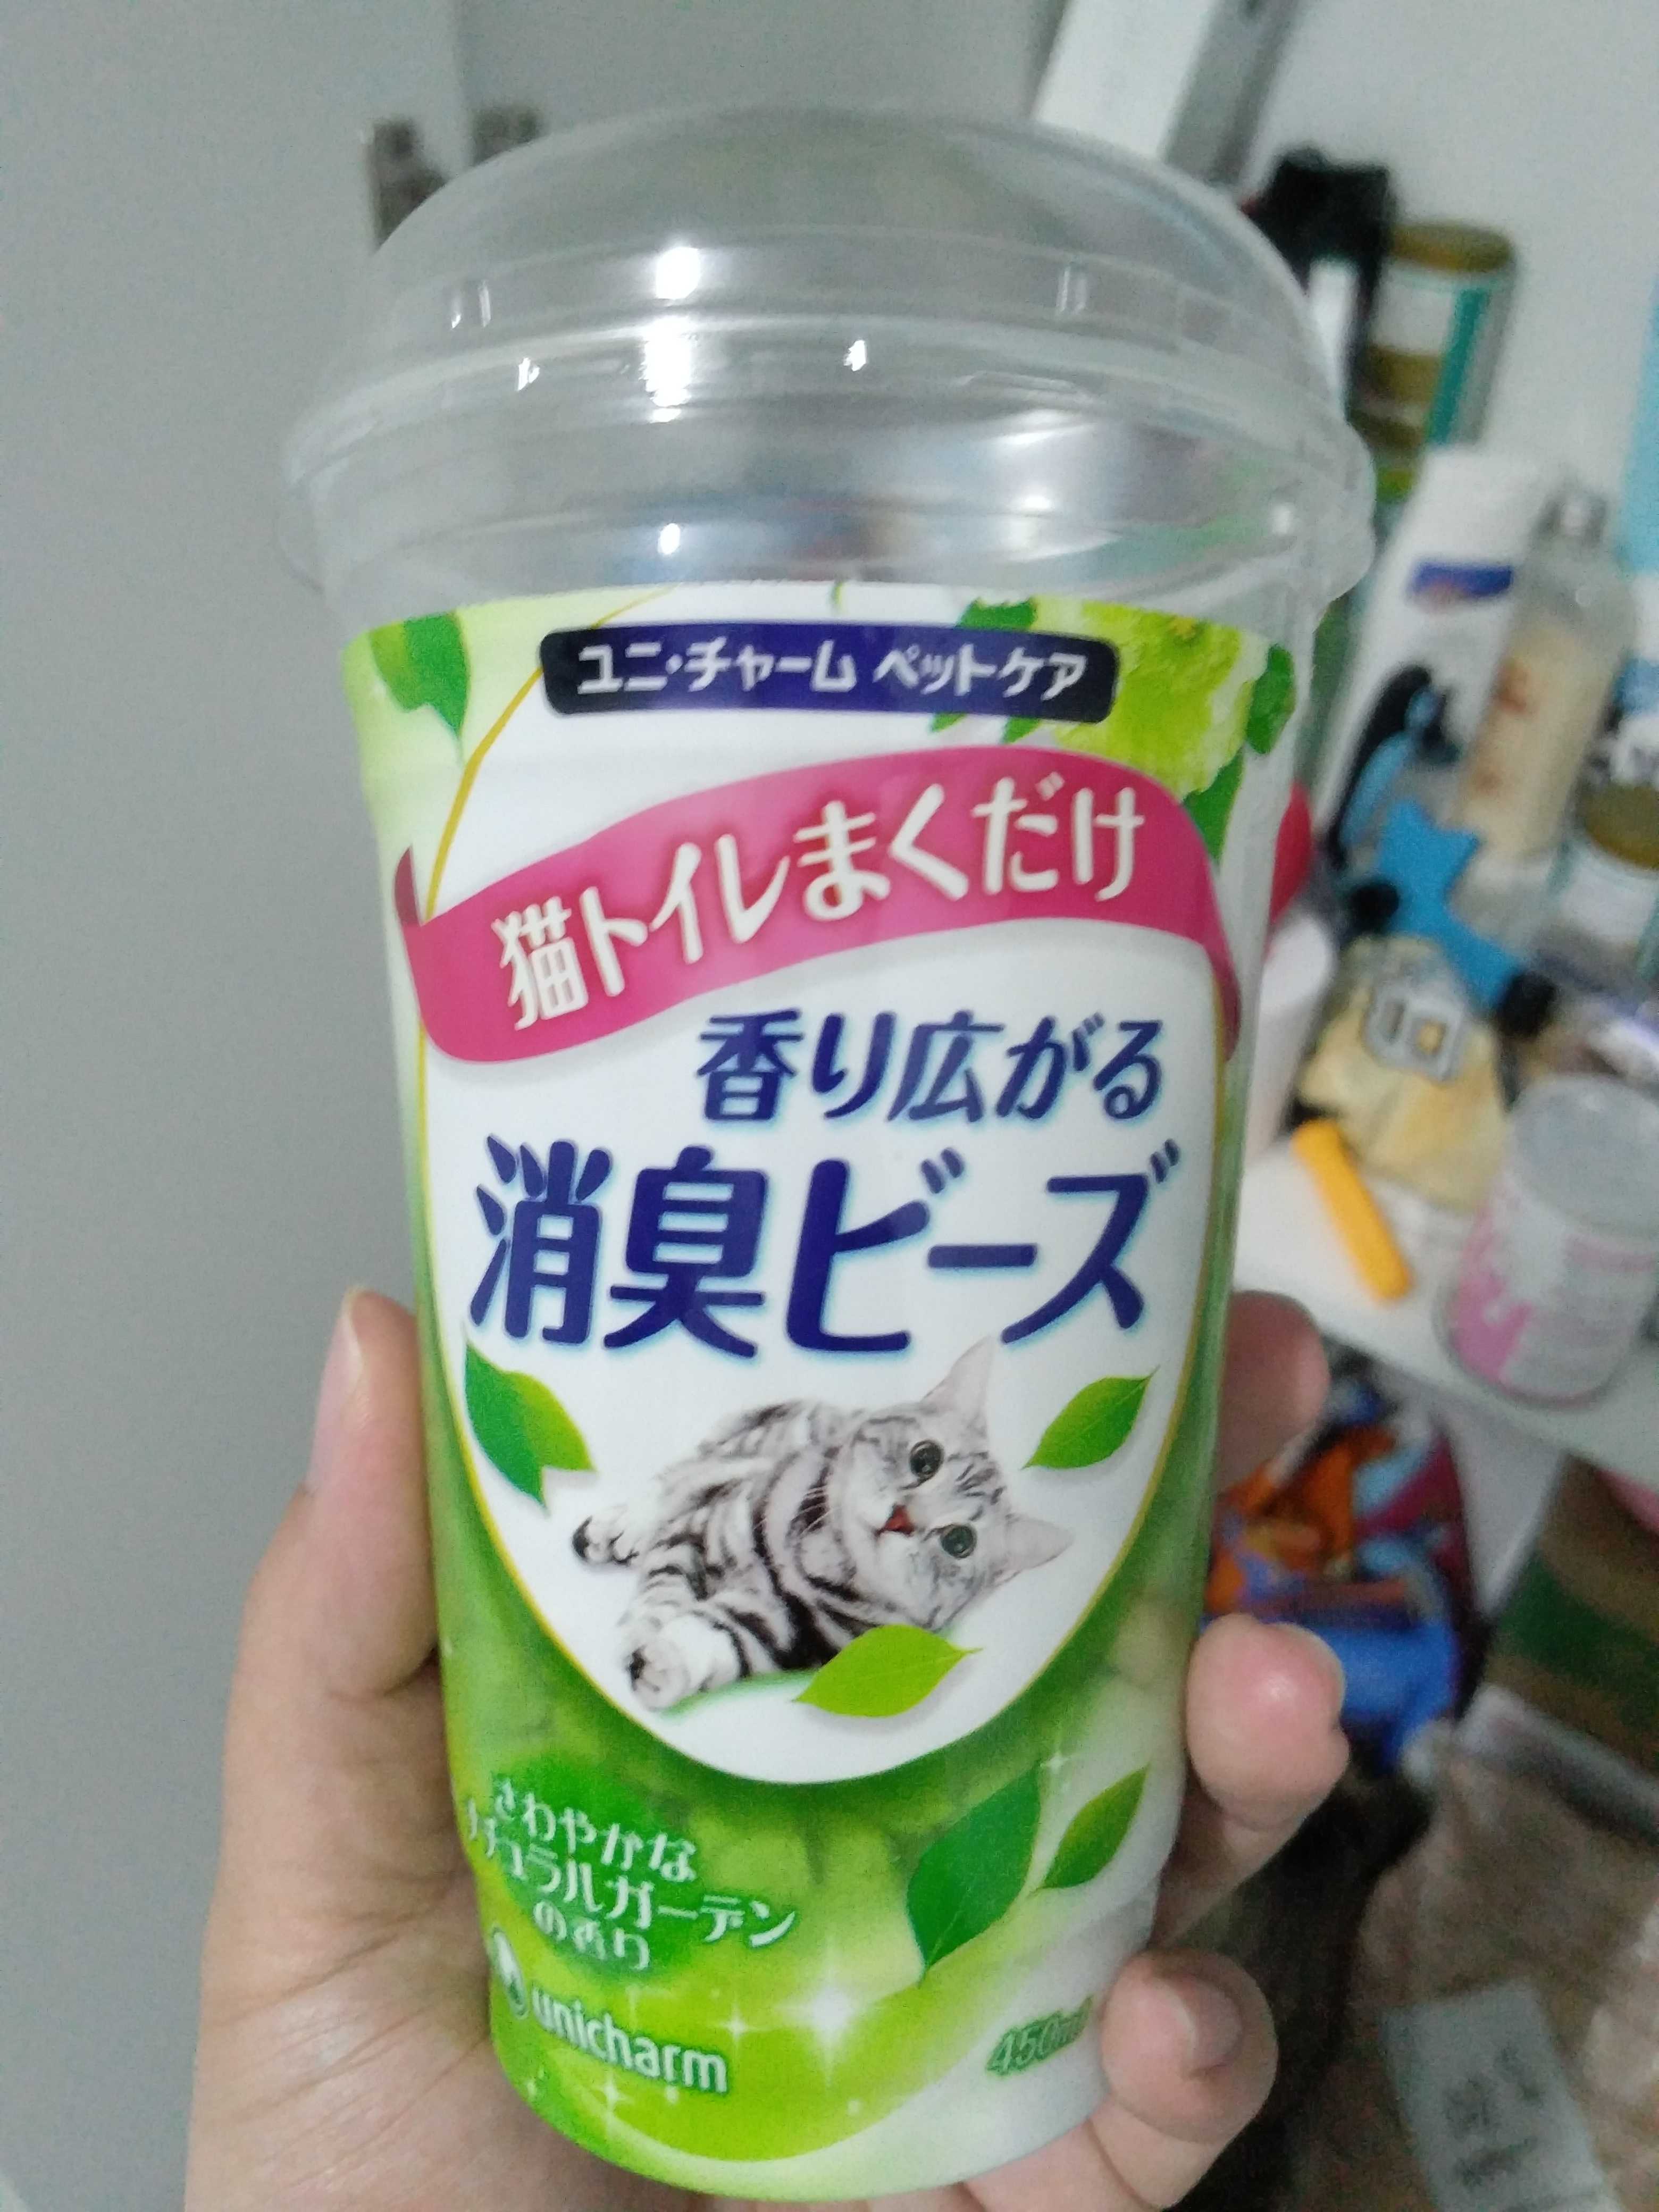 ユニ・チャーム ペットケア
猫トイレまくだけ
香り広がる
消臭ビーズ
さわやかな
ナチュラルガーデン
の香り
unicharm
450ml